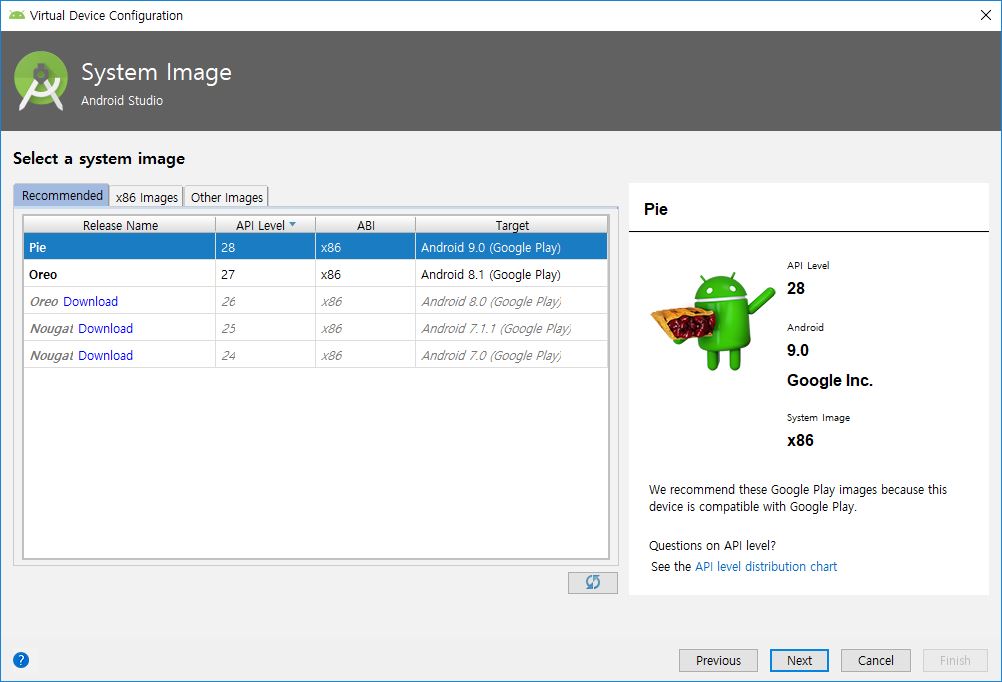 Virtual Device Configuration
System Image
Android Studio
Select a system image
Recommended x86 Images Other Images
Release Name API Level ABI Target
Pie 28 x86 Android 9.0 (Google Play)
Oreo 27 x86 Android 8.1 (Google Play)
Oreo Download 26 x86 Android 8.0 (Google Play)
Nougat Download 25 x86 Android 7.1.1 (Google Play)
Nougat Download 24 x86 Android 7.0 (Google Play)
Pie
API Level
28
Android
9.0
Google Inc.
System Image
x86
We recommend these Google Play images because this
device is compatible with Google Play.
Questions on API level?
See the API level distribution chart
? Previous Next Cancel Finish